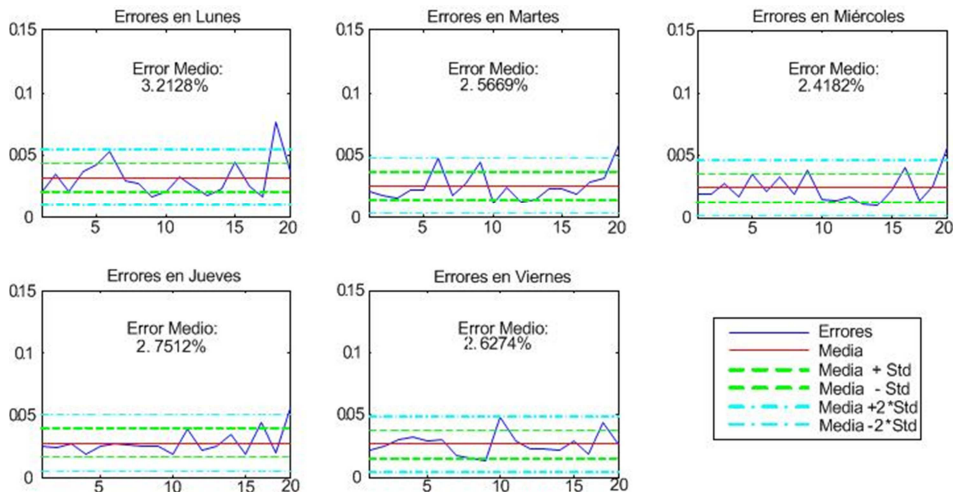 Errores en Lunes
0.15
0.1
0.05
0
5
10
15
20
Error Medio:
3.2128%
Errores en Martes
0.15
0.1
0.05
0
5
10
15
20
Error Medio:
2.5669%
Errores en Miércoles
0.15
0.1
0.05
0
5
10
15
20
Error Medio:
2.4182%
Errores en Jueves
0.15
0.1
0.05
0
5
10
15
20
Error Medio:
2.7512%
Errores en Viernes
0.15
0.1
0.05
0
5
10
15
20
Error Medio:
2.6274%
Errores
Media
Media + Std
Media - Std
Media +2*Std
Media -2*Std